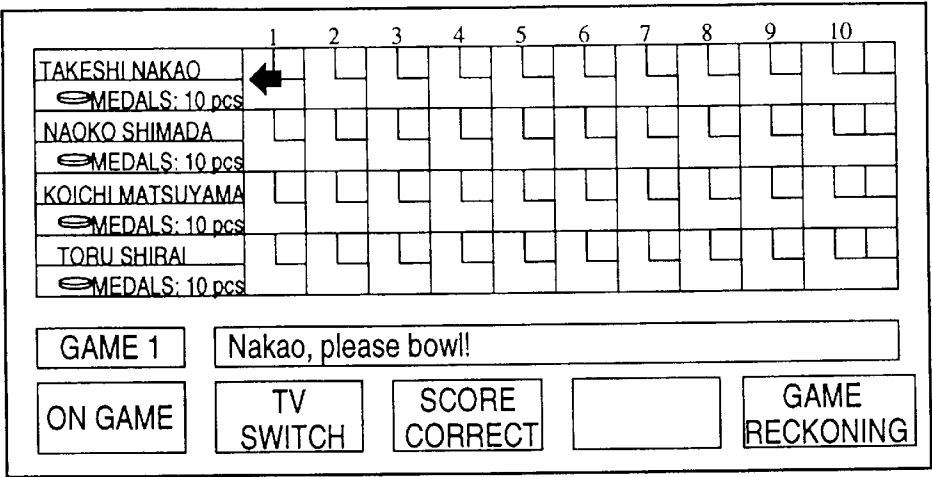 1 2 3 4 5 6 7 8 9 10
TAKESHI NAKAO
MEDALS: 10 pcs
NAOKO SHIMADA
MEDALS: 10 pcs
KOICHI MATSUYAMA
MEDALS: 10 pcs
TORU SHIRAI
MEDALS: 10 pcs
GAME 1
Nakao, please bowl!
ON GAME
TV
SWITCH
SCORE
CORRECT
GAME
RECKONING